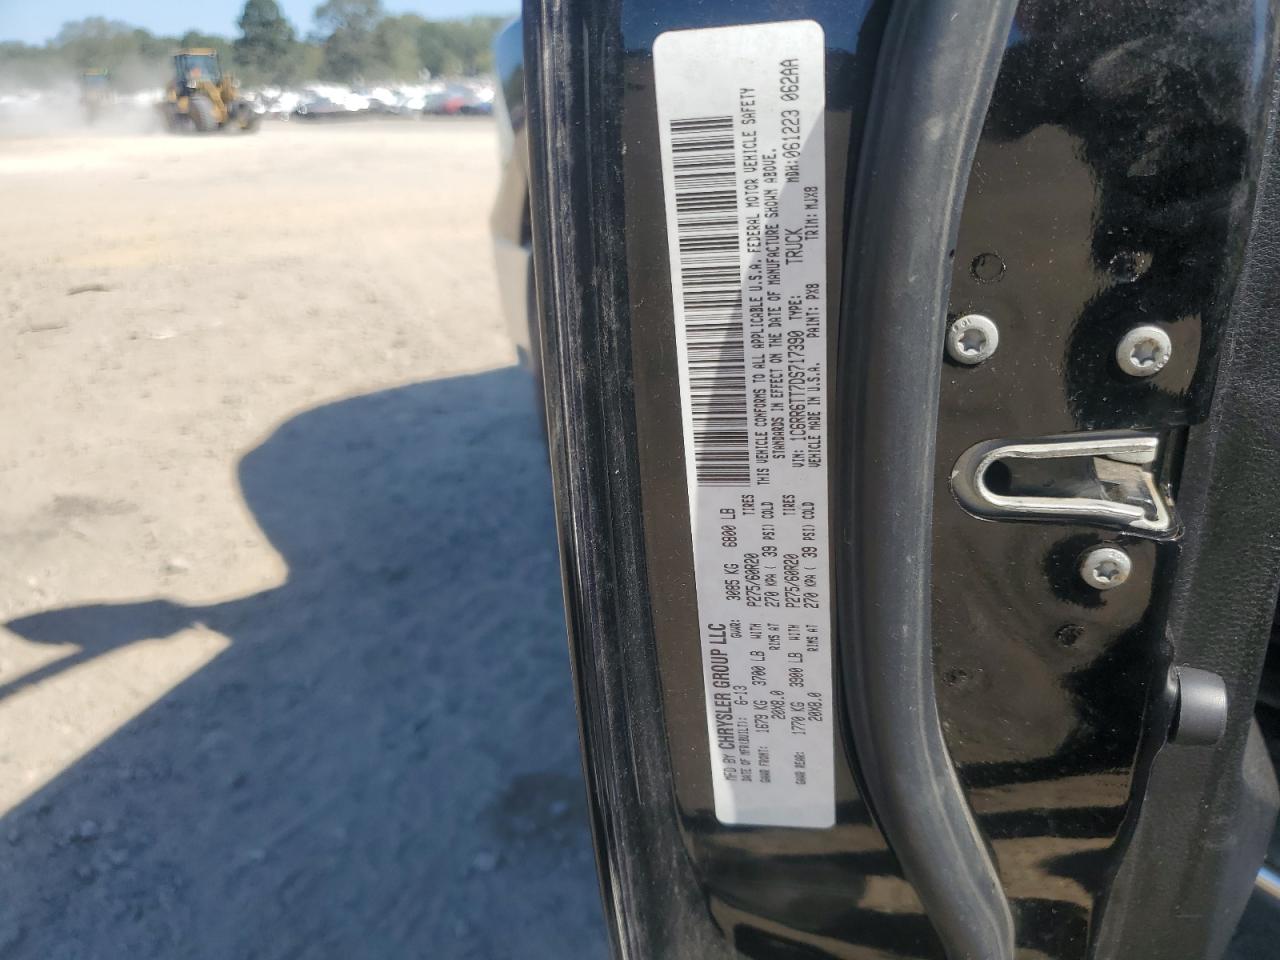 MFD BY CHRYSLER GROUP LLC
DATE OF MFR(BUILT): 6-13 GVWR: 3085 KG 6800 LB
GAWR FRONT: 1679 KG 3700 LB WITH P275/60R20 TIRES
20X8.0 RIMS AT 270 KPA ( 39 PSI) COLD
GAWR REAR: 1770 KG 3900 LB WITH P275/60R20 TIRES
20X8.0 RIMS AT 270 KPA ( 39 PSI) COLD
THIS VEHICLE CONFORMS TO ALL APPLICABLE U.S.A. FEDERAL MOTOR VEHICLE SAFETY
STANDARDS IN EFFECT ON THE DATE OF MANUFACTURE SHOWN ABOVE.
VIN: 1C6RR6TT7DS717390 TYPE: TRUCK MDH:061223 062AA
VEHICLE MADE IN U.S.A. PAINT: PX8 TRIM: MJX8